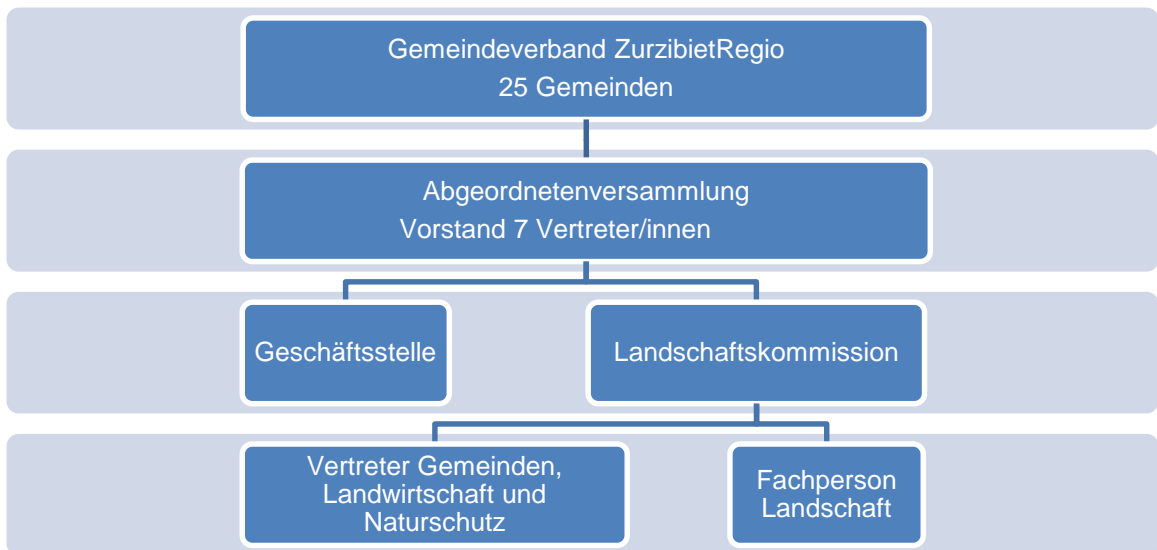 Gemeindeverband ZurzibietRegio
25 Gemeinden
Abgeordnetenversammlung
Vorstand 7 Vertreter/innen
Geschäftsstelle
Landschaftskommission
Vertreter Gemeinden,
Landwirtschaft und
Naturschutz
Fachperson
Landschaft